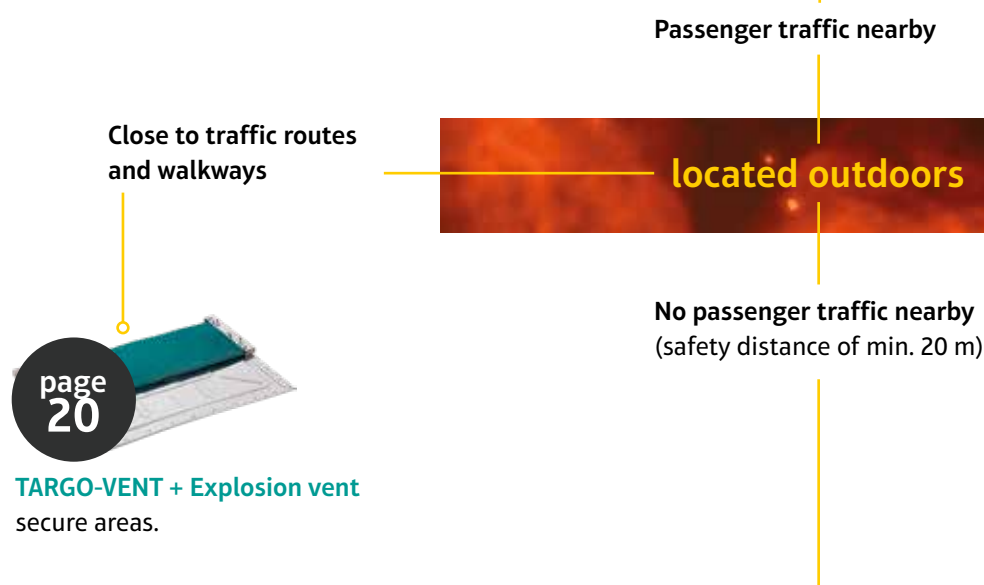 Passenger traffic nearby
Close to traffic routes
and walkways
located outdoors
No passenger traffic nearby
(safety distance of min. 20 m)
page
20
TARGO-VENT + Explosion vent
secure areas.